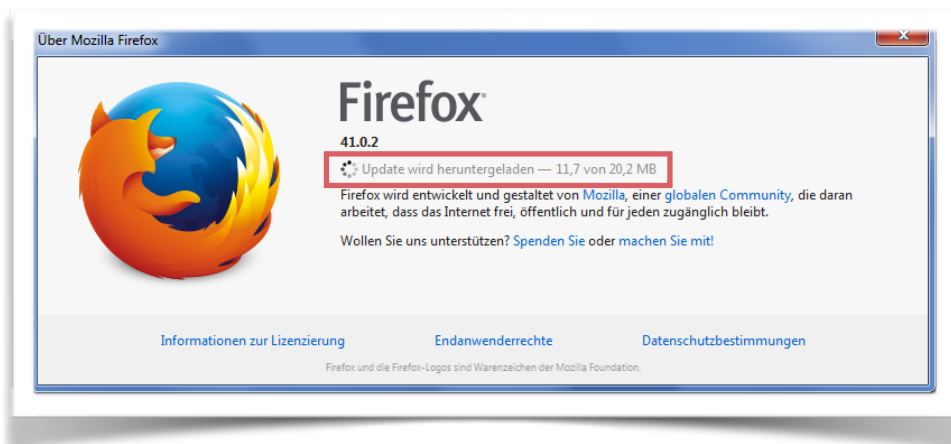 Über Mozilla Firefox
Firefox
41.0.2
Update wird heruntergeladen — 11,7 von 20,2 MB
Firefox wird entwickelt und gestaltet von Mozilla, einer globalen Community, die daran
arbeitet, dass das Internet frei, öffentlich und für jeden zugänglich bleibt.
Wollen Sie uns unterstützen? Spenden Sie oder machen Sie mit!
Informationen zur Lizenzierung Endanwenderrechte Datenschutzbestimmungen
Firefox und die Firefox-Logos sind Warenzeichen der Mozilla Foundation.